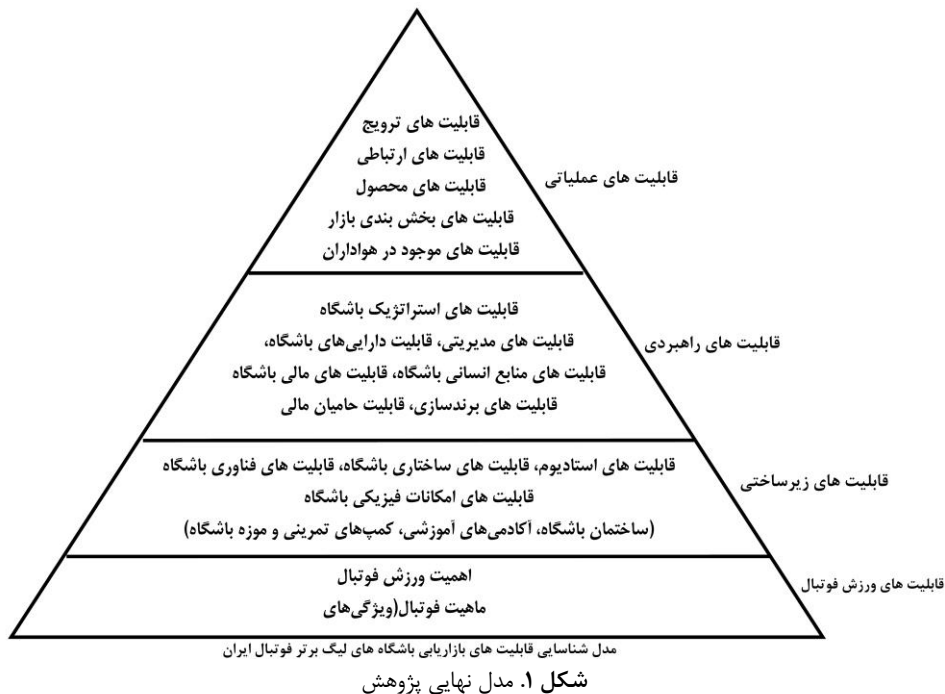 قابلیت های ترویج
قابلیت های ارتباطی
قابلیت های محصول
قابلیت های بخش بندی بازار
قابلیت های موجود در هواداران
قابلیت های عملیاتی
قابلیت های استراتژیک باشگاه
قابلیت های مدیریتی، قابلیت دارایی‌های باشگاه،
قابلیت های منابع انسانی باشگاه، قابلیت های مالی باشگاه
قابلیت های برندسازی، قابلیت حامیان مالی
قابلیت های راهبردی
قابلیت های استادیوم، قابلیت های ساختاری باشگاه، قابلیت های فناوری باشگاه
قابلیت های امکانات فیزیکی باشگاه
(ساختمان باشگاه، آکادمی‌های آموزشی، کمپ‌های تمرینی و موزه باشگاه)
قابلیت های زیرساختی
اهمیت ورزش فوتبال
ماهیت فوتبال(ویژگی‌های
قابلیت های ورزش فوتبال
مدل شناسایی قابلیت های بازاریابی باشگاه های لیگ برتر فوتبال ایران
شکل ۱. مدل نهایی پژوهش